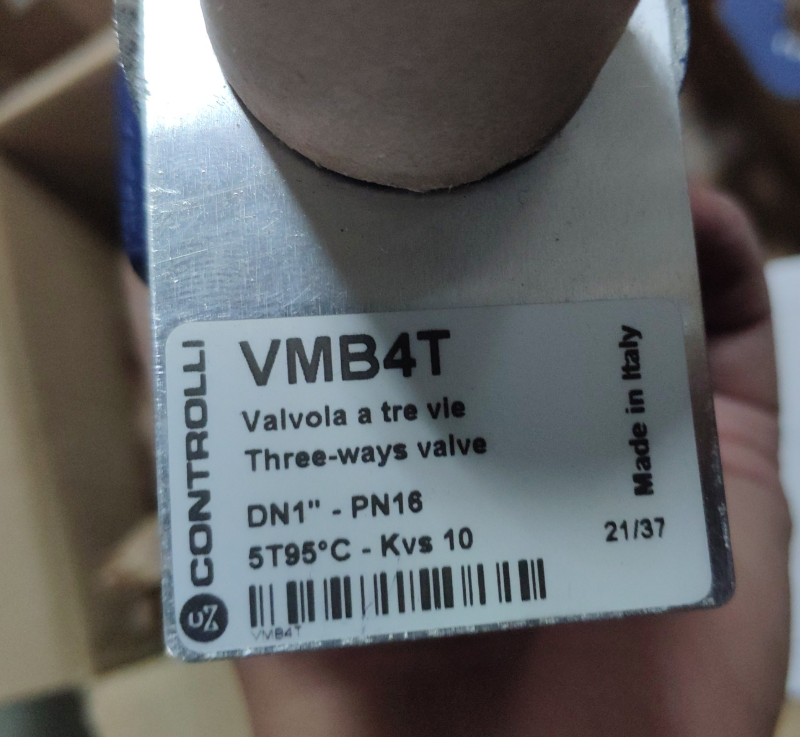 CONTROLLI
VMB4T
Valvola a tre vie
Three-ways valve
DN1" - PN16
5T95°C - Kvs 10
VMB4T
Made in Italy
21/37